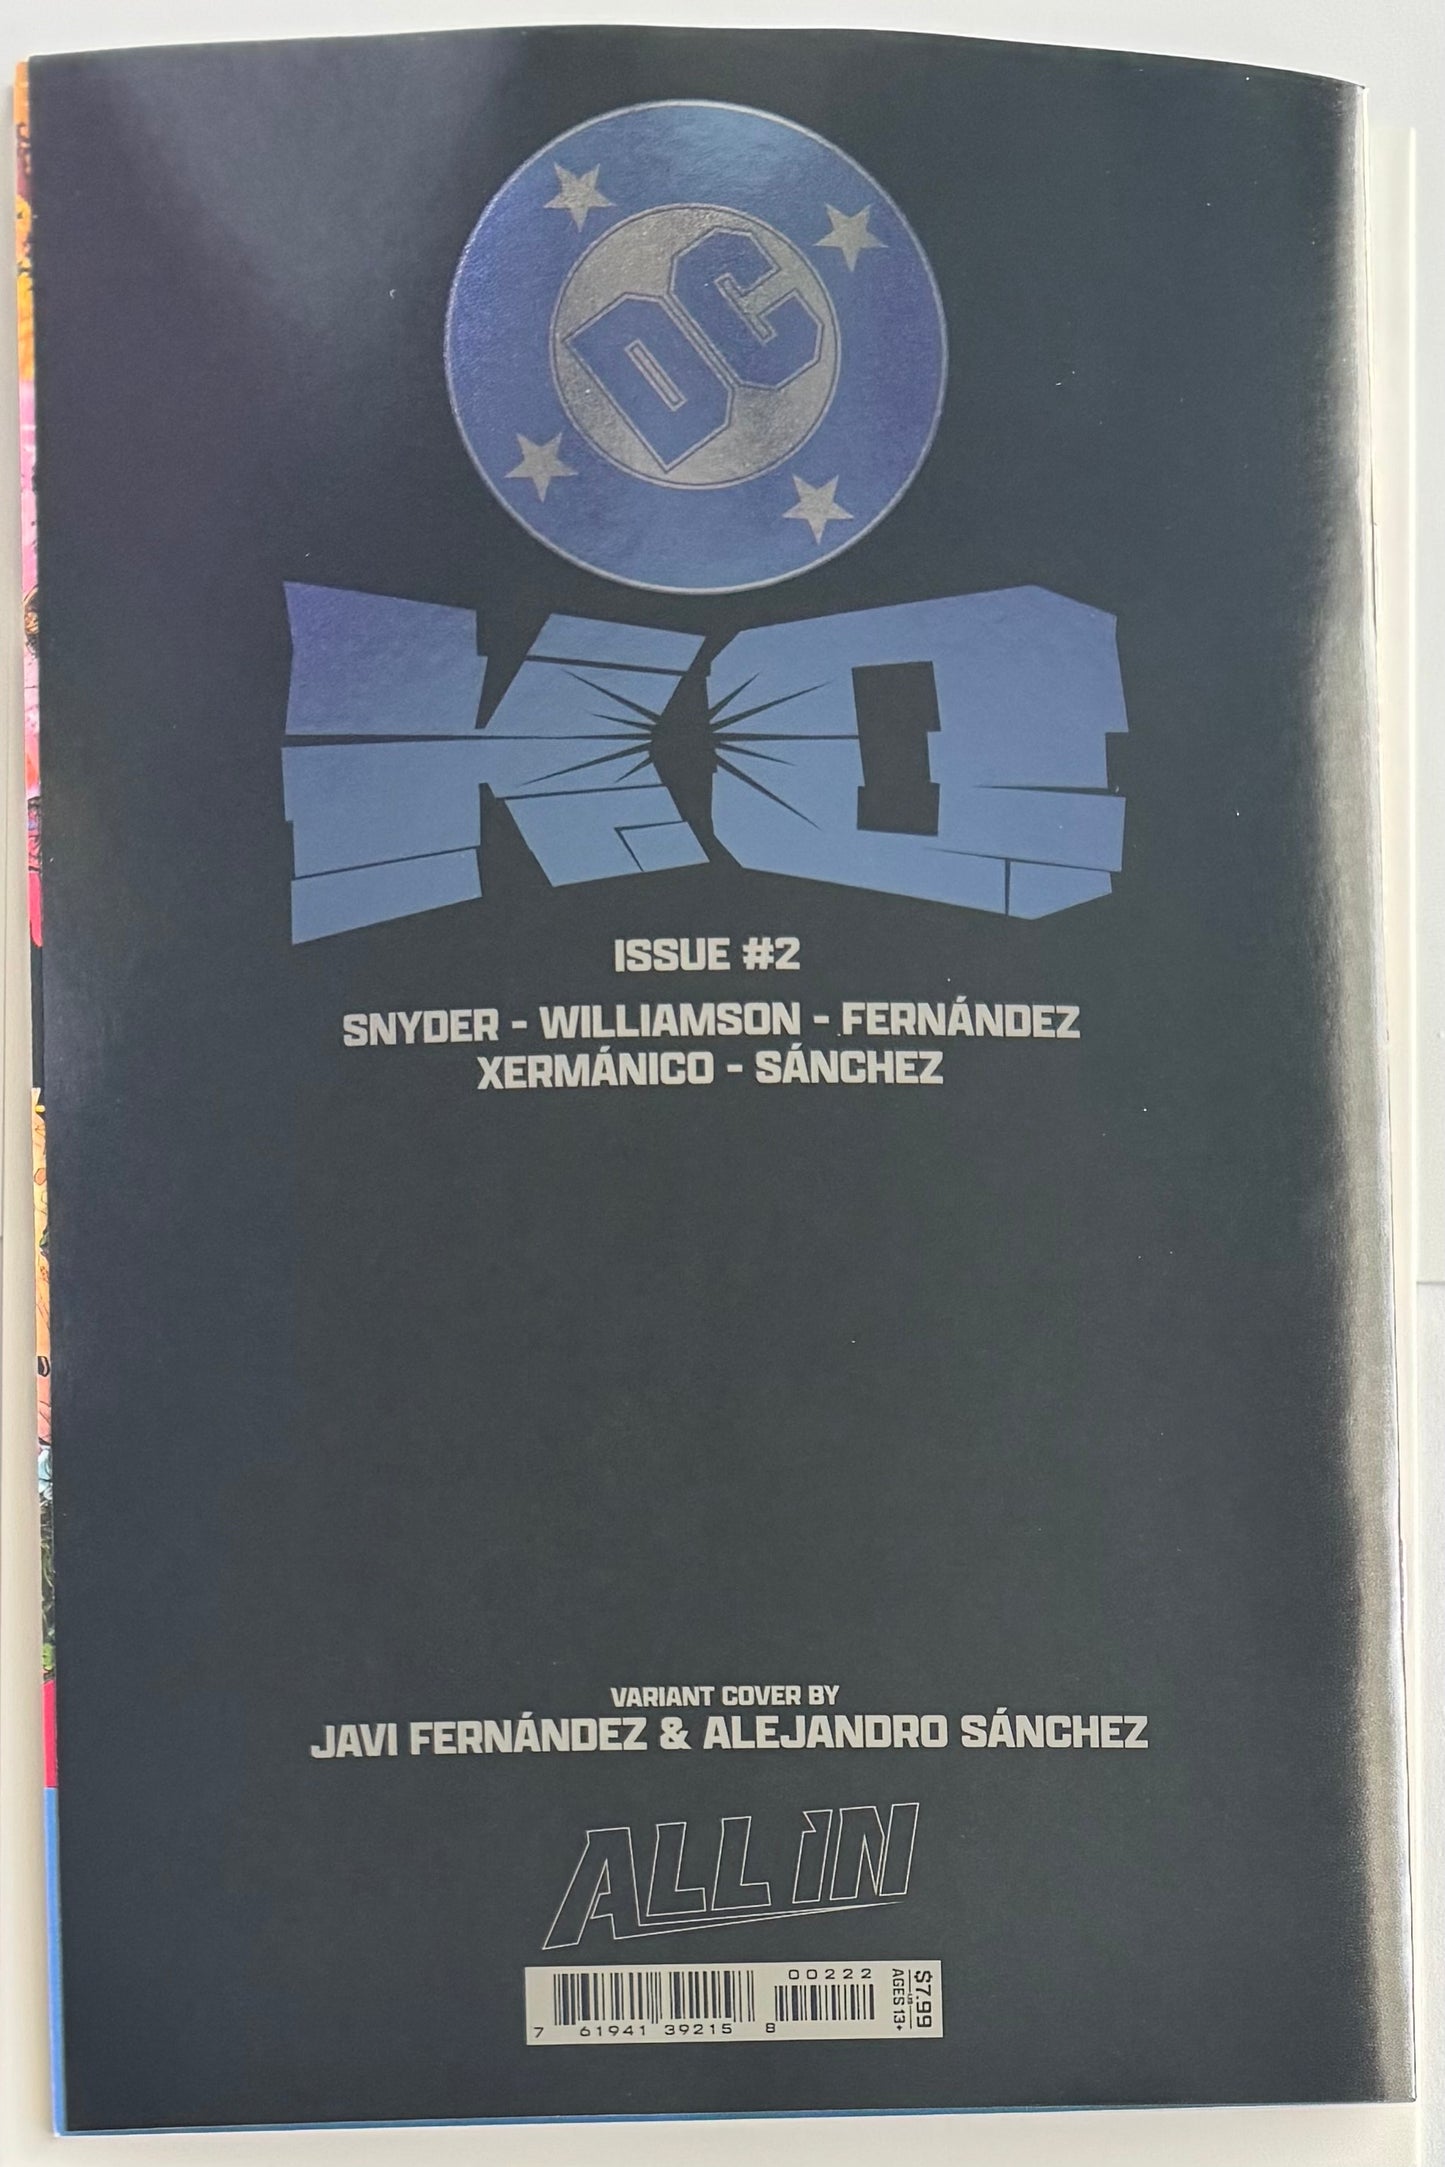 DC
KO
ISSUE #2
SNYDER - WILLIAMSON - FERNÁNDEZ
XERMÁNICO - SÁNCHEZ
VARIANT COVER BY
JAVI FERNÁNDEZ & ALEJANDRO SÁNCHEZ
ALL IN
00222
7 61941 39215 8
$7.99 US
AGES 13+